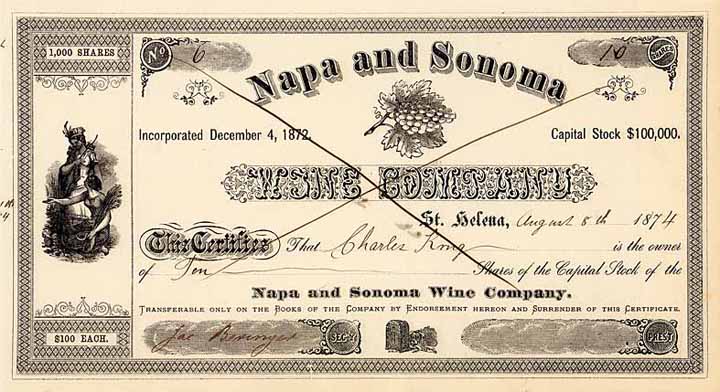 1,000 SHARES
No 6
10 SHARES
Napa and Sonoma
Incorporated December 4, 1872.
Capital Stock $100,000.
WINE COMPANY
St. Helena, August 8th 1874
This Certifies That Charles King is the owner
of Ten Shares of the Capital Stock of the
Napa and Sonoma Wine Company.
TRANSFERABLE ONLY ON THE BOOKS OF THE COMPANY BY ENDORSEMENT HEREON AND SURRENDER OF THIS CERTIFICATE.
$100 EACH.
Jac Beringer SEC'Y
PREST